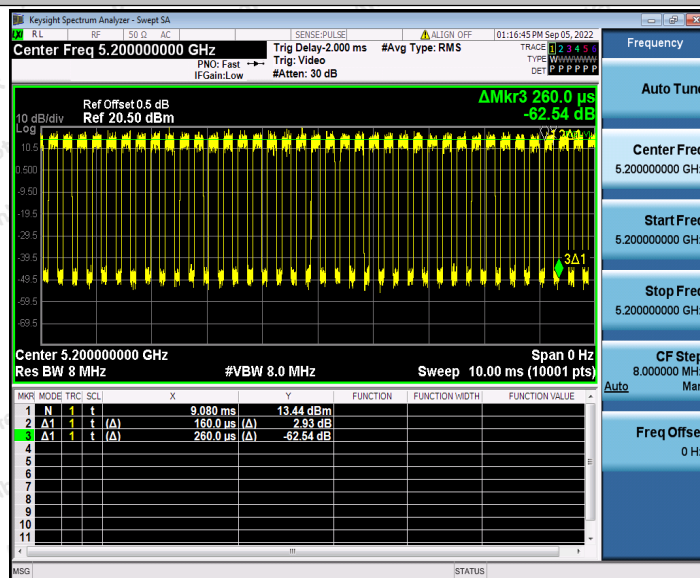 Keysight Spectrum Analyzer - Swept SA
RL RF 50 Ω AC SENSE:PULSE ALIGN OFF 01:16:45 PM Sep 05, 2022
Center Freq 5.200000000 GHz
PNO: Fast
IFGain:Low
Trig Delay-2.000 ms
Trig: Video
#Atten: 30 dB
#Avg Type: RMS
TRACE 1 2 3 4 5 6
TYPE WWWWWW
DET P P P P P P
Ref Offset 0.5 dB
10 dB/div Ref 20.50 dBm
Log
ΔMkr3 260.0 µs
-62.54 dB
10.5
0.500
-9.50
-19.5
-29.5
-39.5
-49.5
-59.5
-69.5
3Δ1
Center 5.200000000 GHz Span 0 Hz
Res BW 8 MHz #VBW 8.0 MHz Sweep 10.00 ms (10001 pts)
MKR MODE TRC SCL X Y FUNCTION FUNCTION WIDTH FUNCTION VALUE
1 N 1 t 9.080 ms 13.44 dBm
2 Δ1 1 t (Δ) 160.0 µs (Δ) 2.93 dB
3 Δ1 1 t (Δ) 260.0 µs (Δ) -62.54 dB
4
5
6
7
8
9
10
11
MSG STATUS
Frequency
Auto Tune
Center Freq
5.200000000 GHz
Start Freq
5.200000000 GHz
Stop Freq
5.200000000 GHz
CF Step
8.000000 MHz
Auto Man
Freq Offset
0 Hz